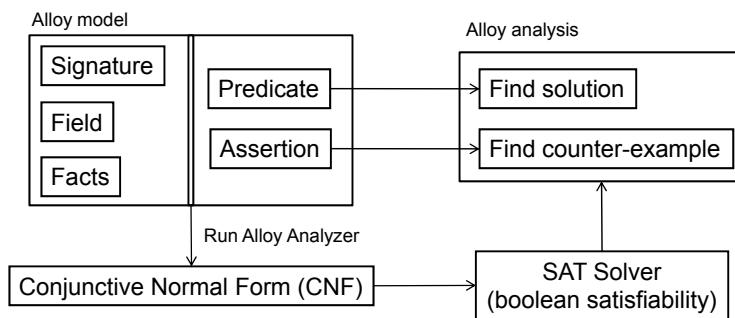 Alloy model
Alloy analysis
Signature
Field
Facts
Predicate
Assertion
Find solution
Find counter-example
Run Alloy Analyzer
Conjunctive Normal Form (CNF)
SAT Solver
(boolean satisfiability)